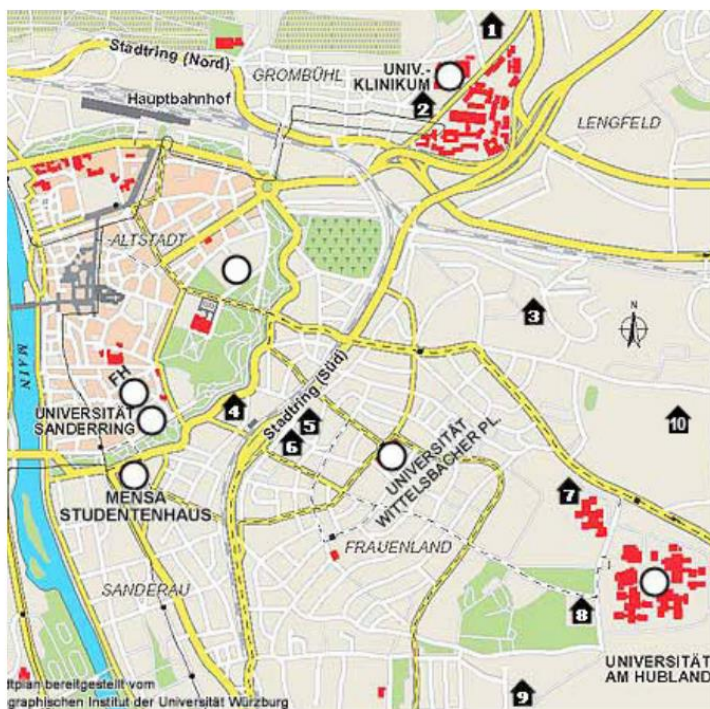 1
Stadtring (Nord)
GROMBÜHL
UNIV.-
KLINIKUM
Hauptbahnhof
2
LENGFELD
ALTSTADT
3
N
MAIN
FH
UNIVERSITÄT
SANDERRING
4
Stadtring (Süd)
5
6
10
UNIVERSITÄT
WITTELSBACHER PL.
MENSA
STUDENTENHAUS
7
FRAUENLAND
SANDERAU
8
UNIVERSITÄT
AM HUBLAND
9
dtplan bereitgestellt vom
graphischen Institut der Universität Würzburg